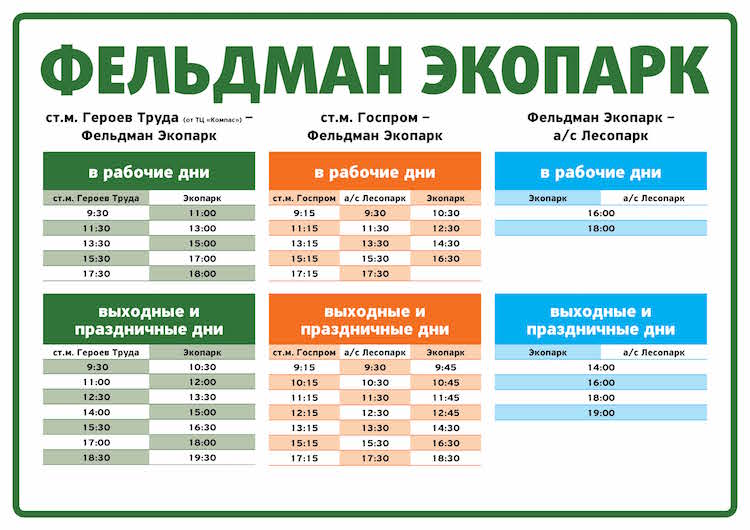 ФЕЛЬДМАН ЭКОПАРК
ст.м. Героев Труда (от ТЦ «Компас») –
Фельдман Экопарк
в рабочие дни
ст.м. Героев Труда Экопарк
9:30 11:00
11:30 13:00
13:30 15:00
15:30 17:00
17:30 18:00
выходные и
праздничные дни
ст.м. Героев Труда Экопарк
9:30 10:30
11:00 12:00
12:30 13:30
14:00 15:00
15:30 16:30
17:00 18:00
18:30 19:30
ст.м. Госпром –
Фельдман Экопарк
в рабочие дни
ст.м. Госпром а/с Лесопарк Экопарк
9:15 9:30 10:30
11:15 11:30 12:30
13:15 13:30 14:30
15:15 15:30 16:30
17:15 17:30
выходные и
праздничные дни
ст.м. Госпром а/с Лесопарк Экопарк
9:15 9:30 9:45
10:15 10:30 10:45
11:15 11:30 11:45
12:15 12:30 12:45
13:15 13:30 14:30
15:15 15:30 16:30
17:15 17:30 18:30
Фельдман Экопарк –
а/с Лесопарк
в рабочие дни
Экопарк а/с Лесопарк
16:00
18:00
выходные и
праздничные дни
Экопарк а/с Лесопарк
14:00
16:00
18:00
19:00